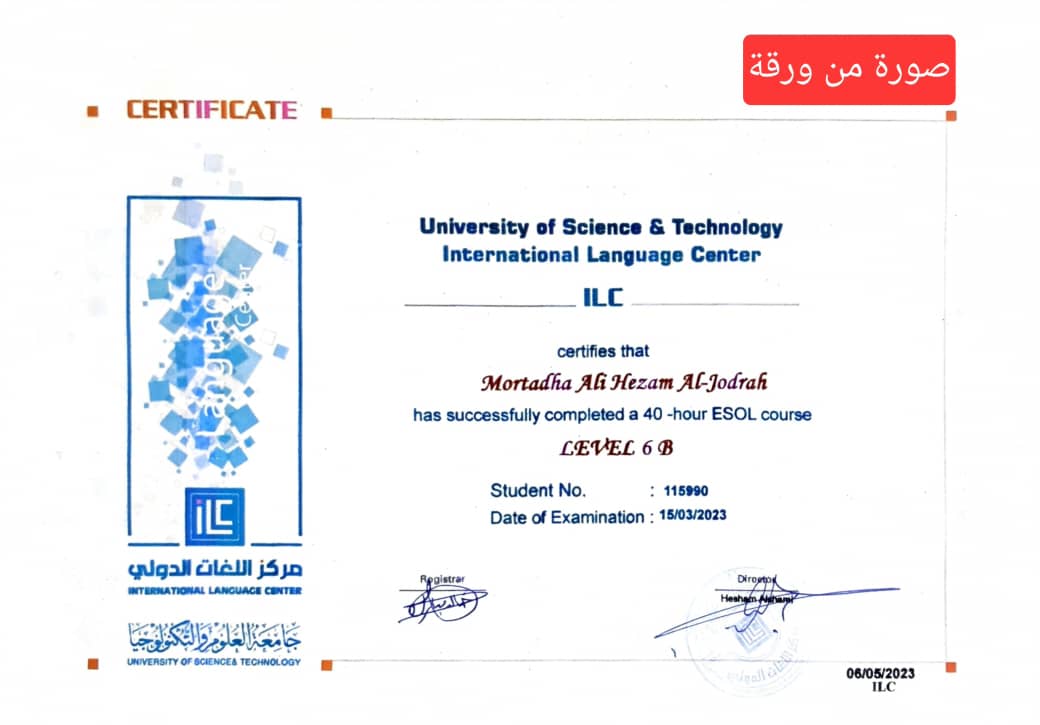 صورة من ورقة
CERTIFICATE
Language
Center
iLC
مركز اللغات الدولي
INTERNATIONAL LANGUAGE CENTER
جامعة العلوم والتكنولوجيا
UNIVERSITY OF SCIENCE & TECHNOLOGY
University of Science & Technology
International Language Center
ILC
certifies that
Mortadha Ali Hezam Al-Jodrah
has successfully completed a 40 -hour ESOL course
LEVEL 6 B
Student No. : 115990
Date of Examination : 15/03/2023
Registrar
Director
Hesham
06/05/2023
ILC